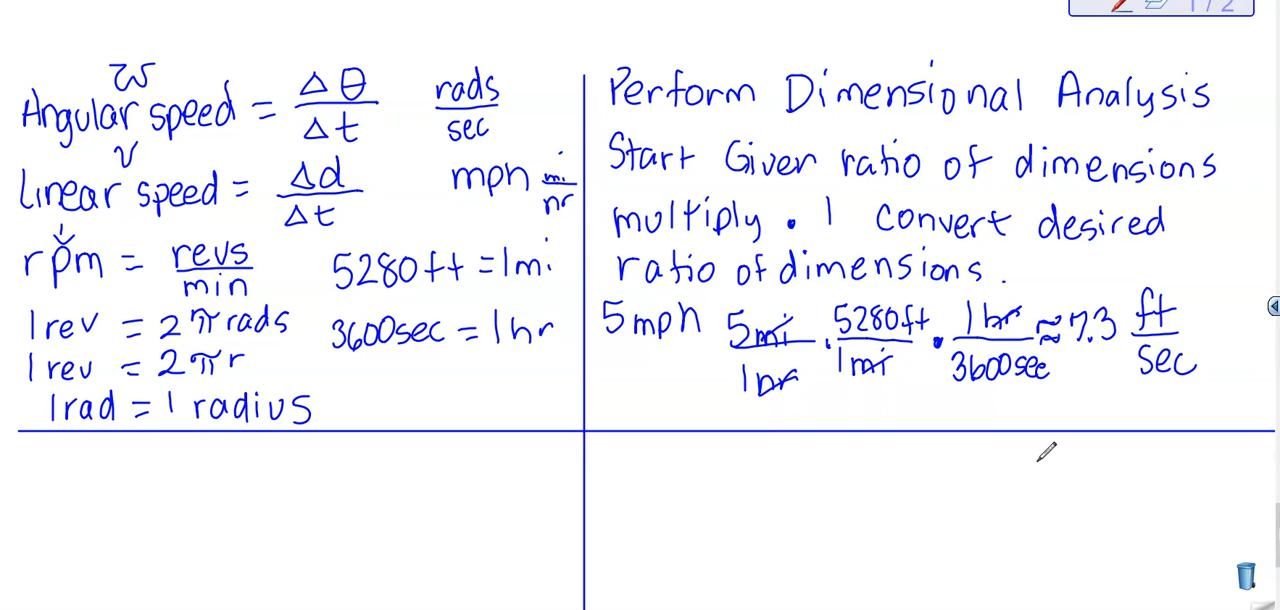 1/2
ω
Angular speed = Δθ/Δt rads/sec
v
Linear speed = Δd/Δt mph mi/hr
rpm = revs/min 5280ft = 1mi
1rev = 2π rads 3600sec = 1hr
1rev = 2πr
1rad = 1 radius
Perform Dimensional Analysis
Start Given ratio of dimensions
multiply · 1 convert desired
ratio of dimensions.
5mph 5mi/1hr · 5280ft/1mi · 1hr/3600sec ≈ 7.3 ft/sec